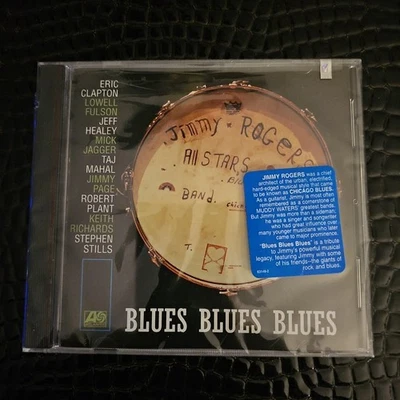 ERIC
CLAPTON
LOWELL
FULSON
JEFF
HEALEY
MICK
JAGGER
TAJ
MAHAL
JIMMY
PAGE
ROBERT
PLANT
KEITH
RICHARDS
STEPHEN
STILLS
Jimmy ROGERS
All STARS
BAND.
T.
JIMMY ROGERS was a chief
architect of the urban, electrified,
hard-edged musical style that came
to be known as CHICAGO BLUES.
As a guitarist, Jimmy is most often
remembered as a cornerstone of
MUDDY WATERS' greatest bands.
But Jimmy was more than a sideman;
he was a singer and songwriter
who had great influence over
many younger musicians who later
came to major prominence.
"Blues Blues Blues" is a tribute
to Jimmy's powerful musical
legacy, featuring Jimmy with some
of his friends–the giants of
rock and blues.
BLUES BLUES BLUES